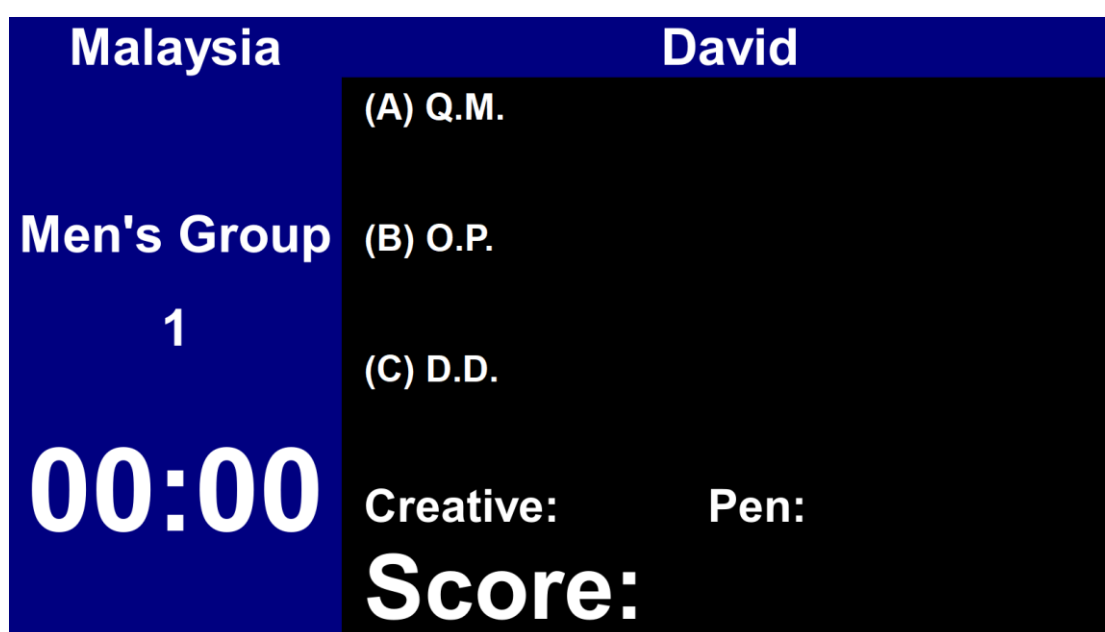 Malaysia
David
Men's Group
1
00:00
(A) Q.M.
(B) O.P.
(C) D.D.
Creative: Pen:
Score: